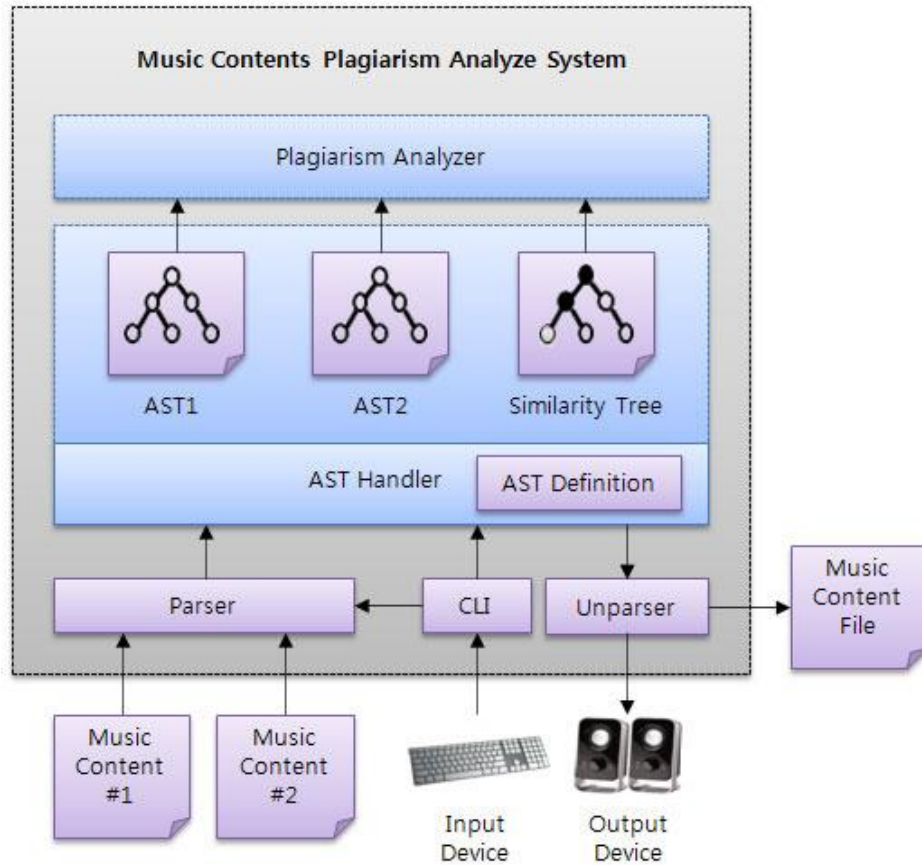 Music Contents Plagiarism Analyze System
Plagiarism Analyzer
AST1
AST2
Similarity Tree
AST Handler
AST Definition
Parser
CLI
Unparser
Music
Content
File
Music
Content
#1
Music
Content
#2
Input
Device
Output
Device